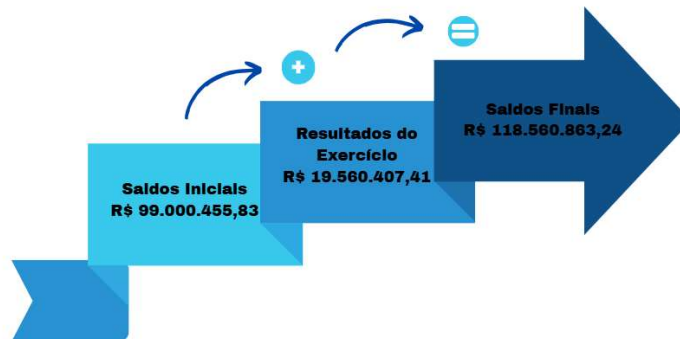 Saldos Iniciais
R$ 99.000.455,83
+
Resultados do
Exercício
R$ 19.560.407,41
=
Saldos Finais
R$ 118.560.863,24